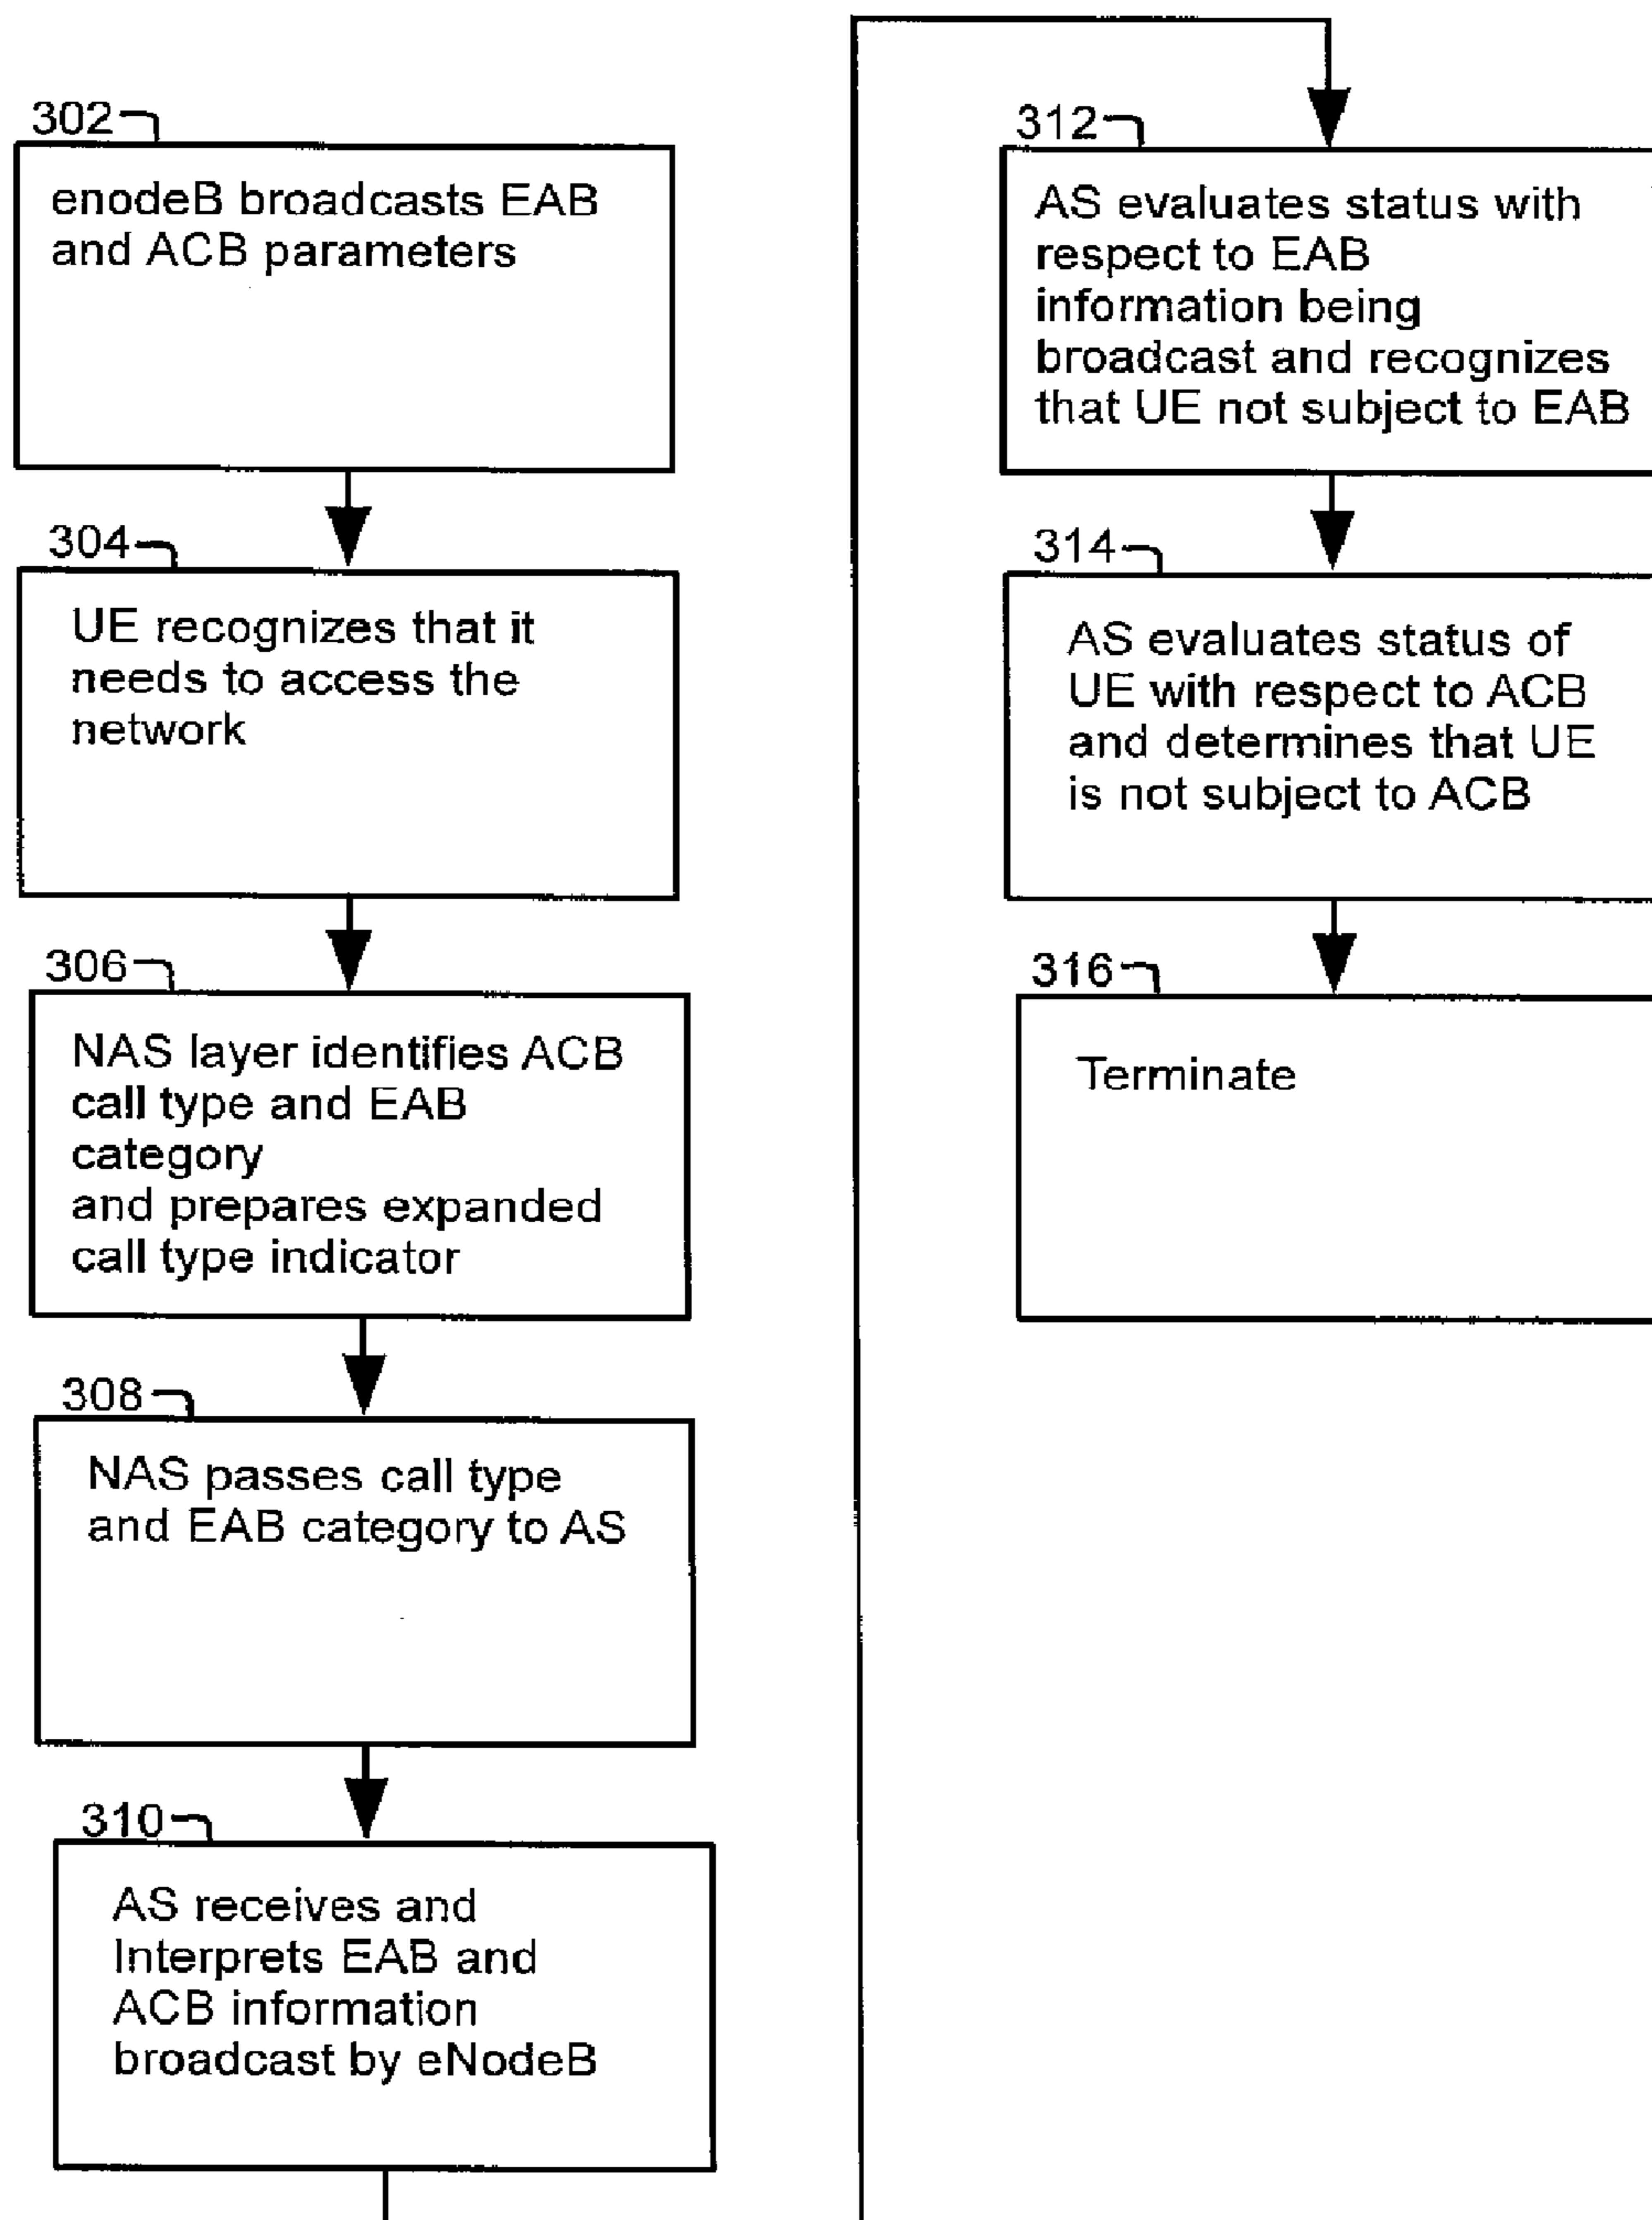 302
enodeB broadcasts EAB
and ACB parameters
304
UE recognizes that it
needs to access the
network
306
NAS layer identifies ACB
call type and EAB
category
and prepares expanded
call type indicator
308
NAS passes call type
and EAB category to AS
310
AS receives and
Interprets EAB and
ACB information
broadcast by eNodeB
312
AS evaluates status with
respect to EAB
information being
broadcast and recognizes
that UE not subject to EAB
314
AS evaluates status of
UE with respect to ACB
and determines that UE
is not subject to ACB
316
Terminate